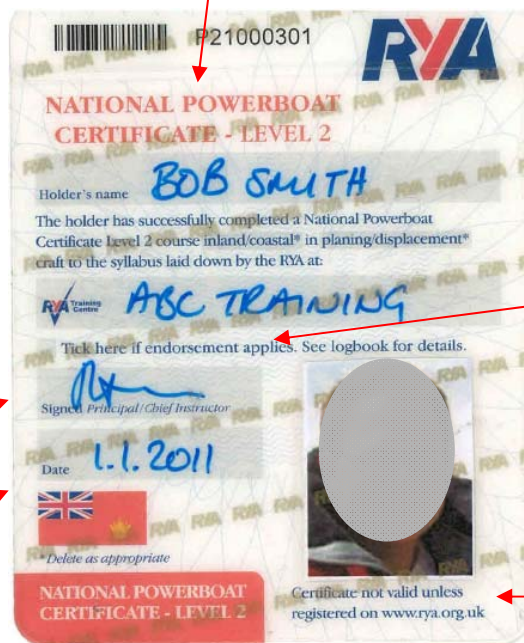 P21000301
RYA
NATIONAL POWERBOAT
CERTIFICATE - LEVEL 2
Holder's name BOB SMITH
The holder has successfully completed a National Powerboat
Certificate Level 2 course inland/coastal* in planing/displacement*
craft to the syllabus laid down by the RYA at:
RYA Training Centre ABC TRAINING
Tick here if endorsement applies. See logbook for details.
Signed Principal/Chief Instructor
Date 1.1.2011
*Delete as appropriate
NATIONAL POWERBOAT
CERTIFICATE - LEVEL 2
Certificate not valid unless
registered on www.rya.org.uk